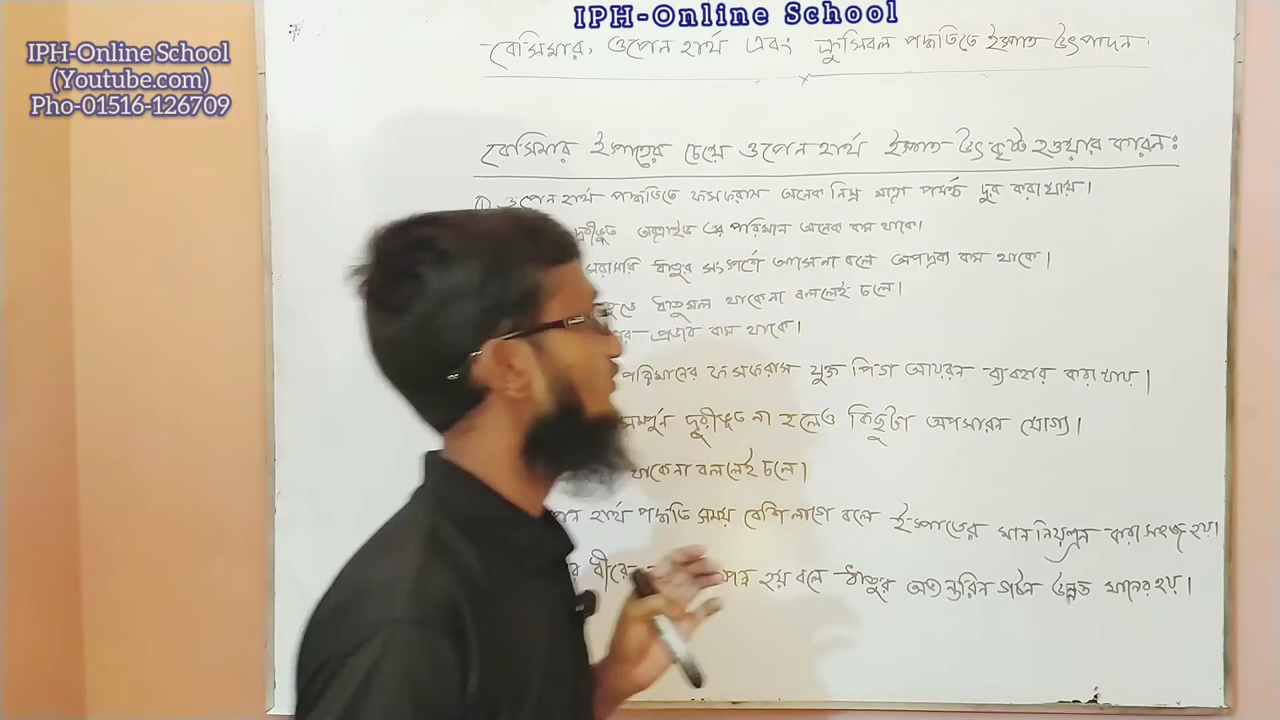 IPH-Online School
IPH-Online School
(Youtube.com)
Pho-01516-126709
বেসিমার, ওপেন হার্থ এবং ক্রুসিবল পদ্ধতিতে ইস্পাত উৎপাদন
বেসিমার ইস্পাতের চেয়ে ওপেন হার্থ ইস্পাত উৎকৃষ্ট হওয়ার কারনঃ
ওপেন হার্থ পদ্ধতিতে ফসফরাস অনেক নিম্ন মাত্রা পর্যন্ত দূর করা যায়।
দ্রবীভূত অক্সাইড এর পরিমান অনেক কম থাকে।
সরাসরি ধাতুর সংস্পর্শে আসেনা বলে অপদ্রব্য কম থাকে।
ধাতুমল থাকেনা বললেই চলে।
প্রভাব কম থাকে।
পরিমানের ফসফরাস যুক্ত পিগ আয়রন ব্যবহার করা যায়।
সম্পূর্ন দূরীভূত না হলেও কিছুটা অপসারন যোগ্য।
থাকেনা বললেই চলে।
হার্থ পদ্ধতি সময় বেশি লাগে বলে ইস্পাতের মান নিয়ন্ত্রন করা সহজ হয়।
ধীরে হয় বলে ধাতুর অভ্যন্তরিন গঠন উন্নত মানের হয়।